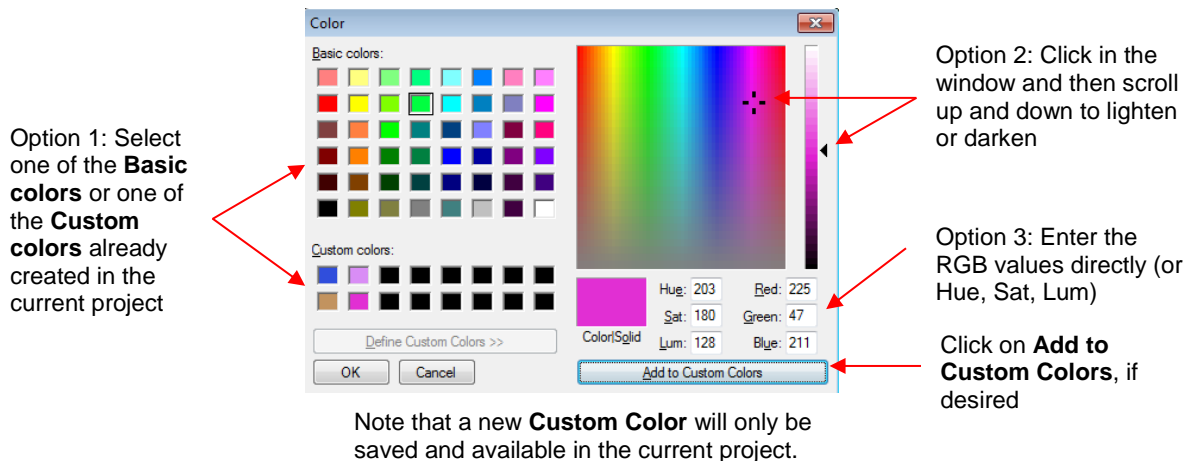 Color
Basic colors:
Custom colors:
Define Custom Colors >>
OK
Cancel
Color|Solid
Hue: 203
Sat: 180
Lum: 128
Red: 225
Green: 47
Blue: 211
Add to Custom Colors
Option 1: Select
one of the Basic
colors or one of
the Custom
colors already
created in the
current project
Option 2: Click in the
window and then scroll
up and down to lighten
or darken
Option 3: Enter the
RGB values directly (or
Hue, Sat, Lum)
Click on Add to
Custom Colors, if
desired
Note that a new Custom Color will only be
saved and available in the current project.